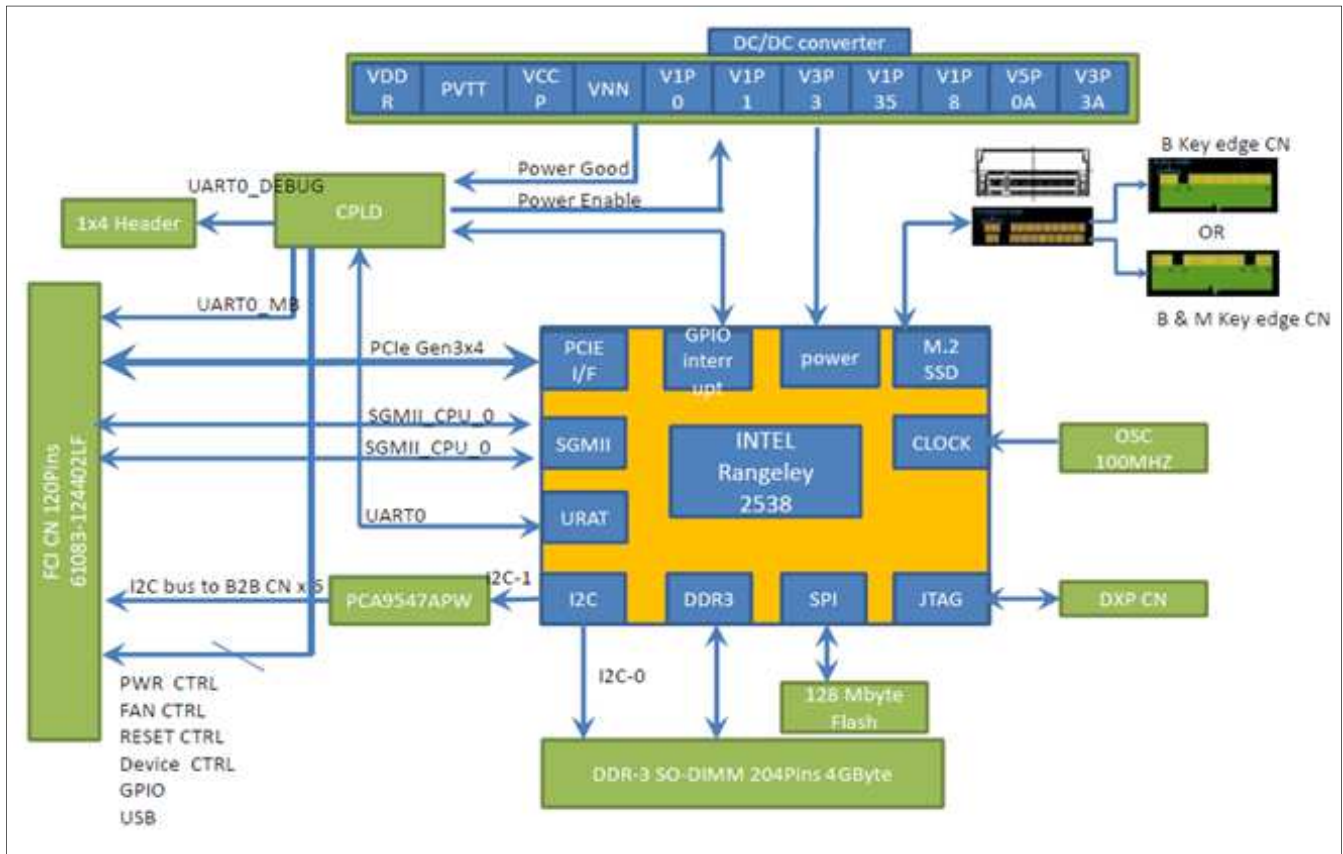 DC/DC converter
VDD
R
PVTT
VCC
P
VNN
V1P
0
V1P
1
V3P
3
V1P
35
V1P
8
V5P
0A
V3P
3A
B Key edge CN
OR
B & M Key edge CN
Power Good
Power Enable
UART0_DEBUG
1x4 Header
CPLD
UART0_MB
PCIe Gen3x4
SGMII_CPU_0
SGMII_CPU_0
UART0
FCI CN 120Pins
61083-124402LF
PCIE
I/F
GPIO
interr
upt
power
M.2
SSD
SGMII
INTEL
Rangeley
2538
CLOCK
OSC
100MHZ
URAT
I2C bus to B2B CN x 6
PCA9547APW
I2C-1
I2C
DDR3
SPI
JTAG
DXP CN
I2C-0
128 Mbyte
Flash
DDR-3 SO-DIMM 204Pins 4GByte
PWR CTRL
FAN CTRL
RESET CTRL
Device CTRL
GPIO
USB